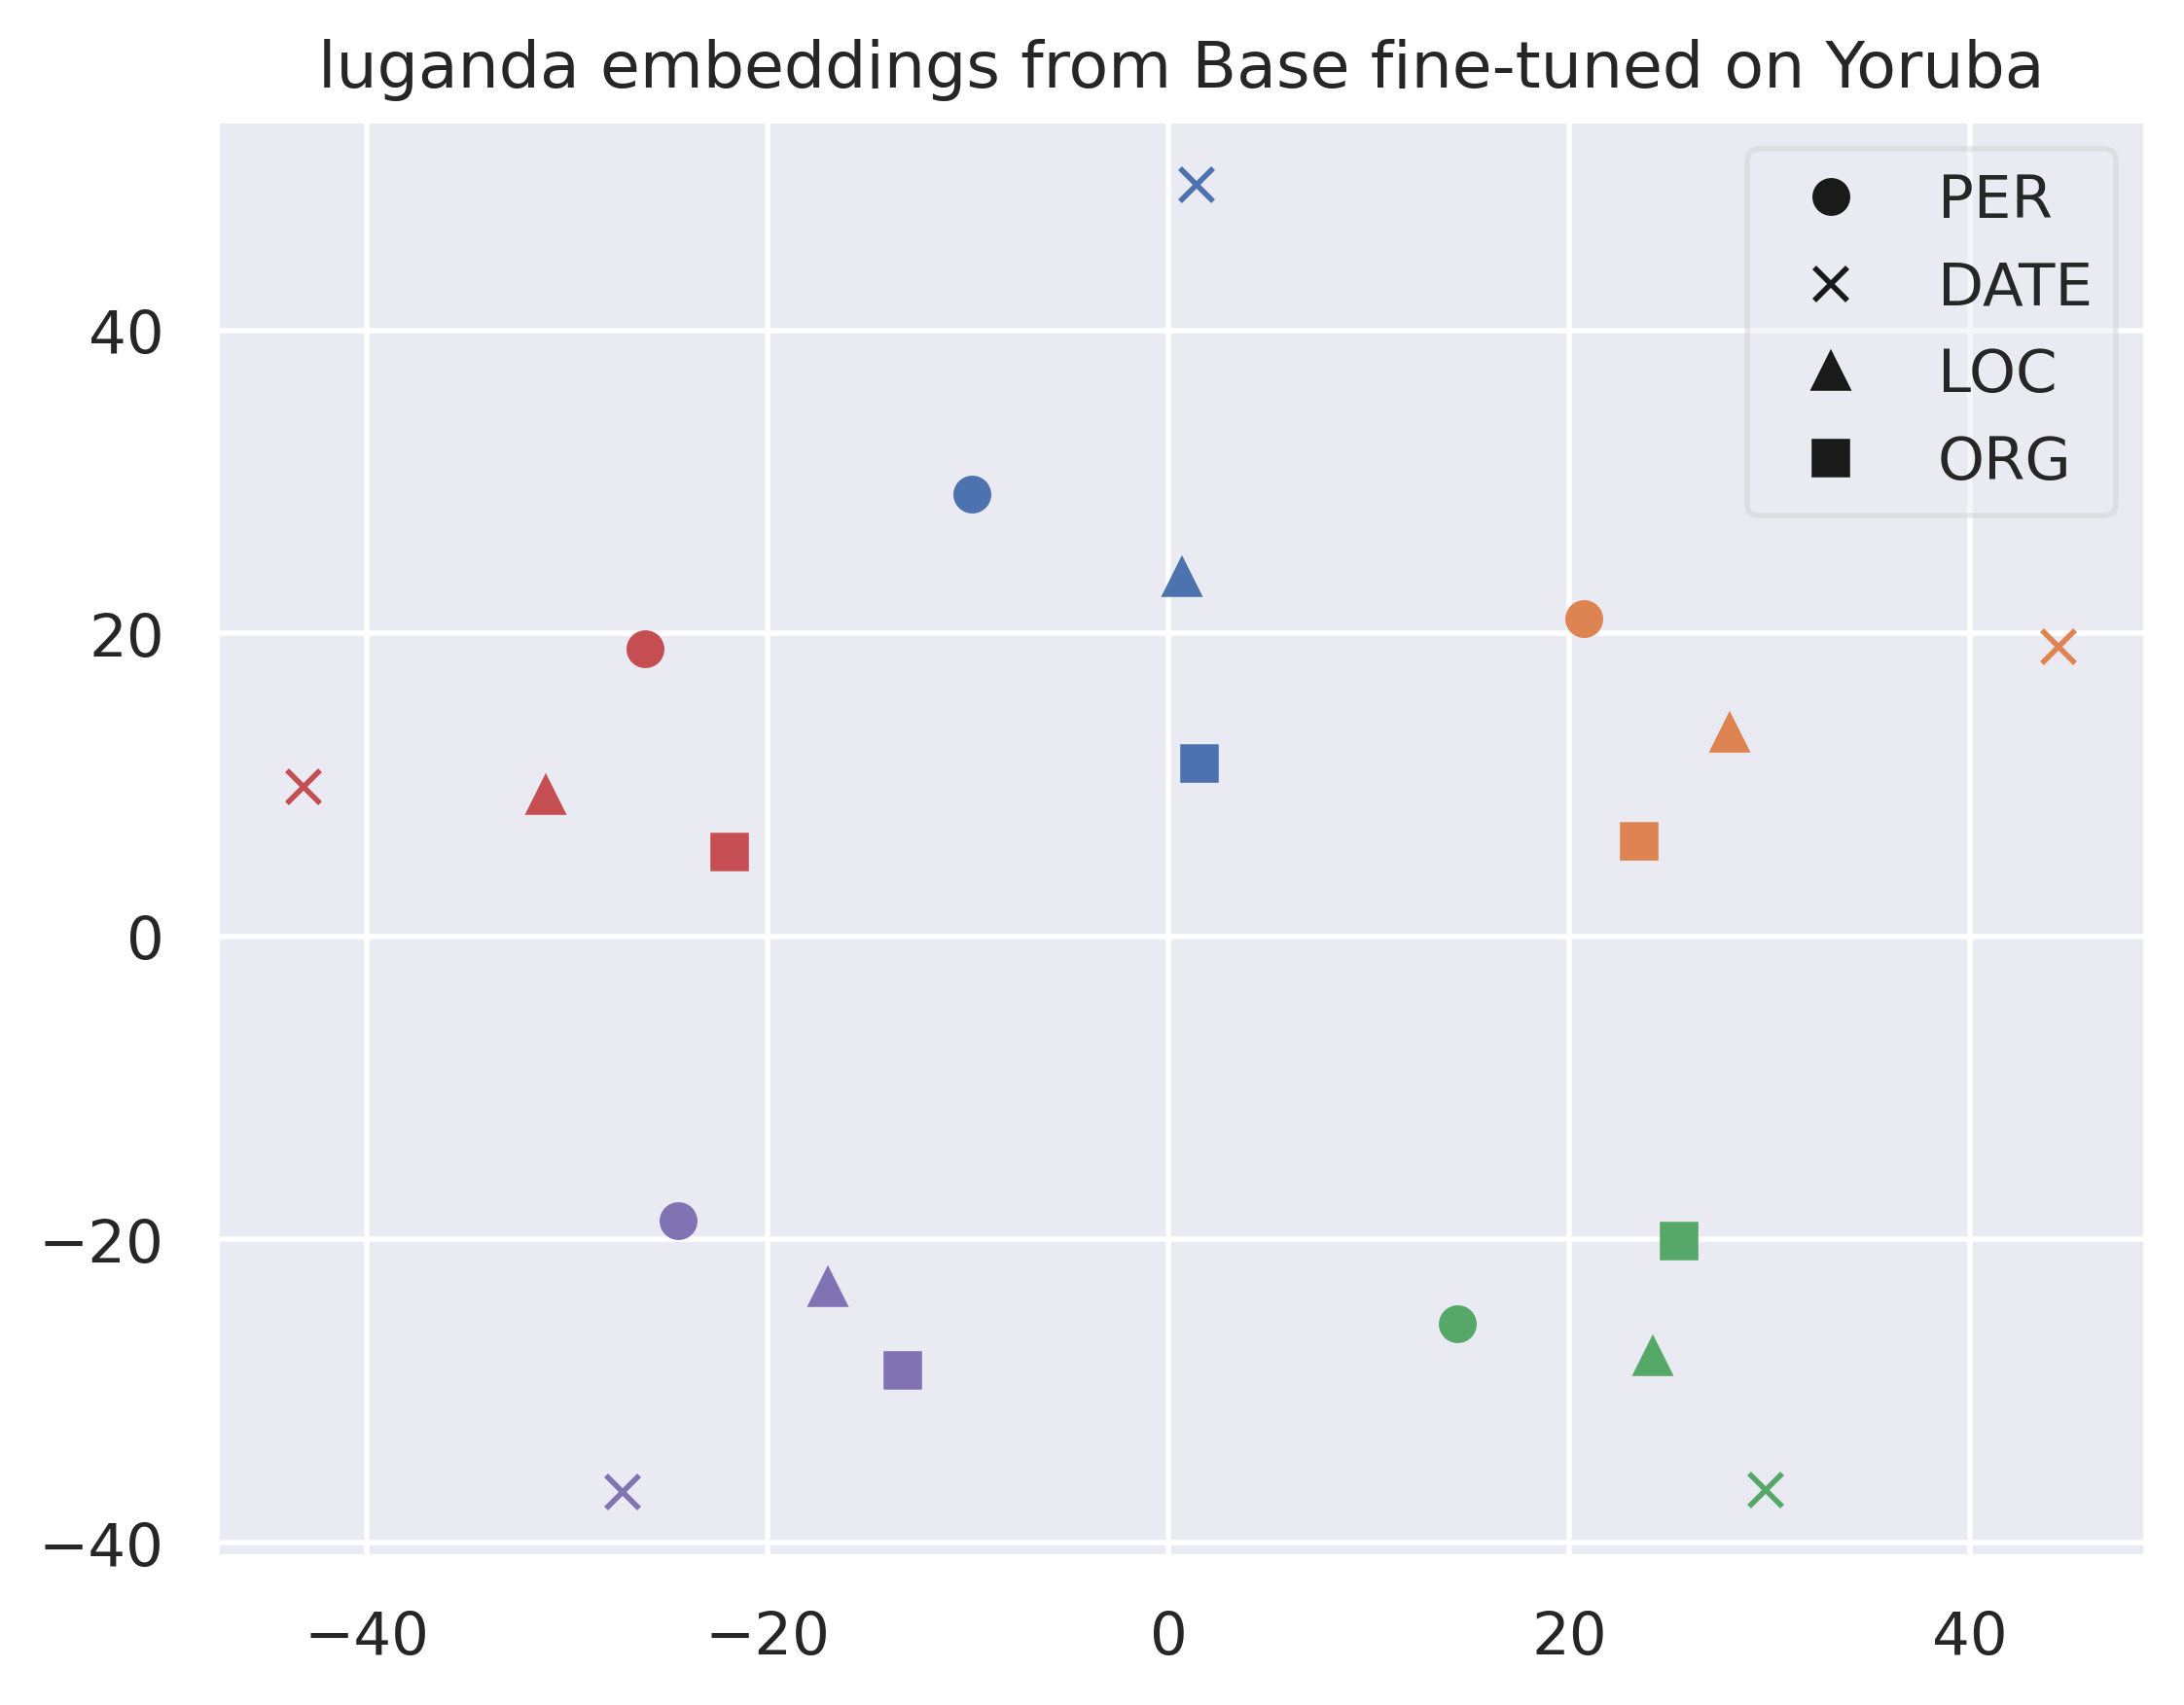 luganda embeddings from Base fine-tuned on Yoruba
PER
DATE
LOC
ORG
40
20
0
−20
−40
−40 −20 0 20 40